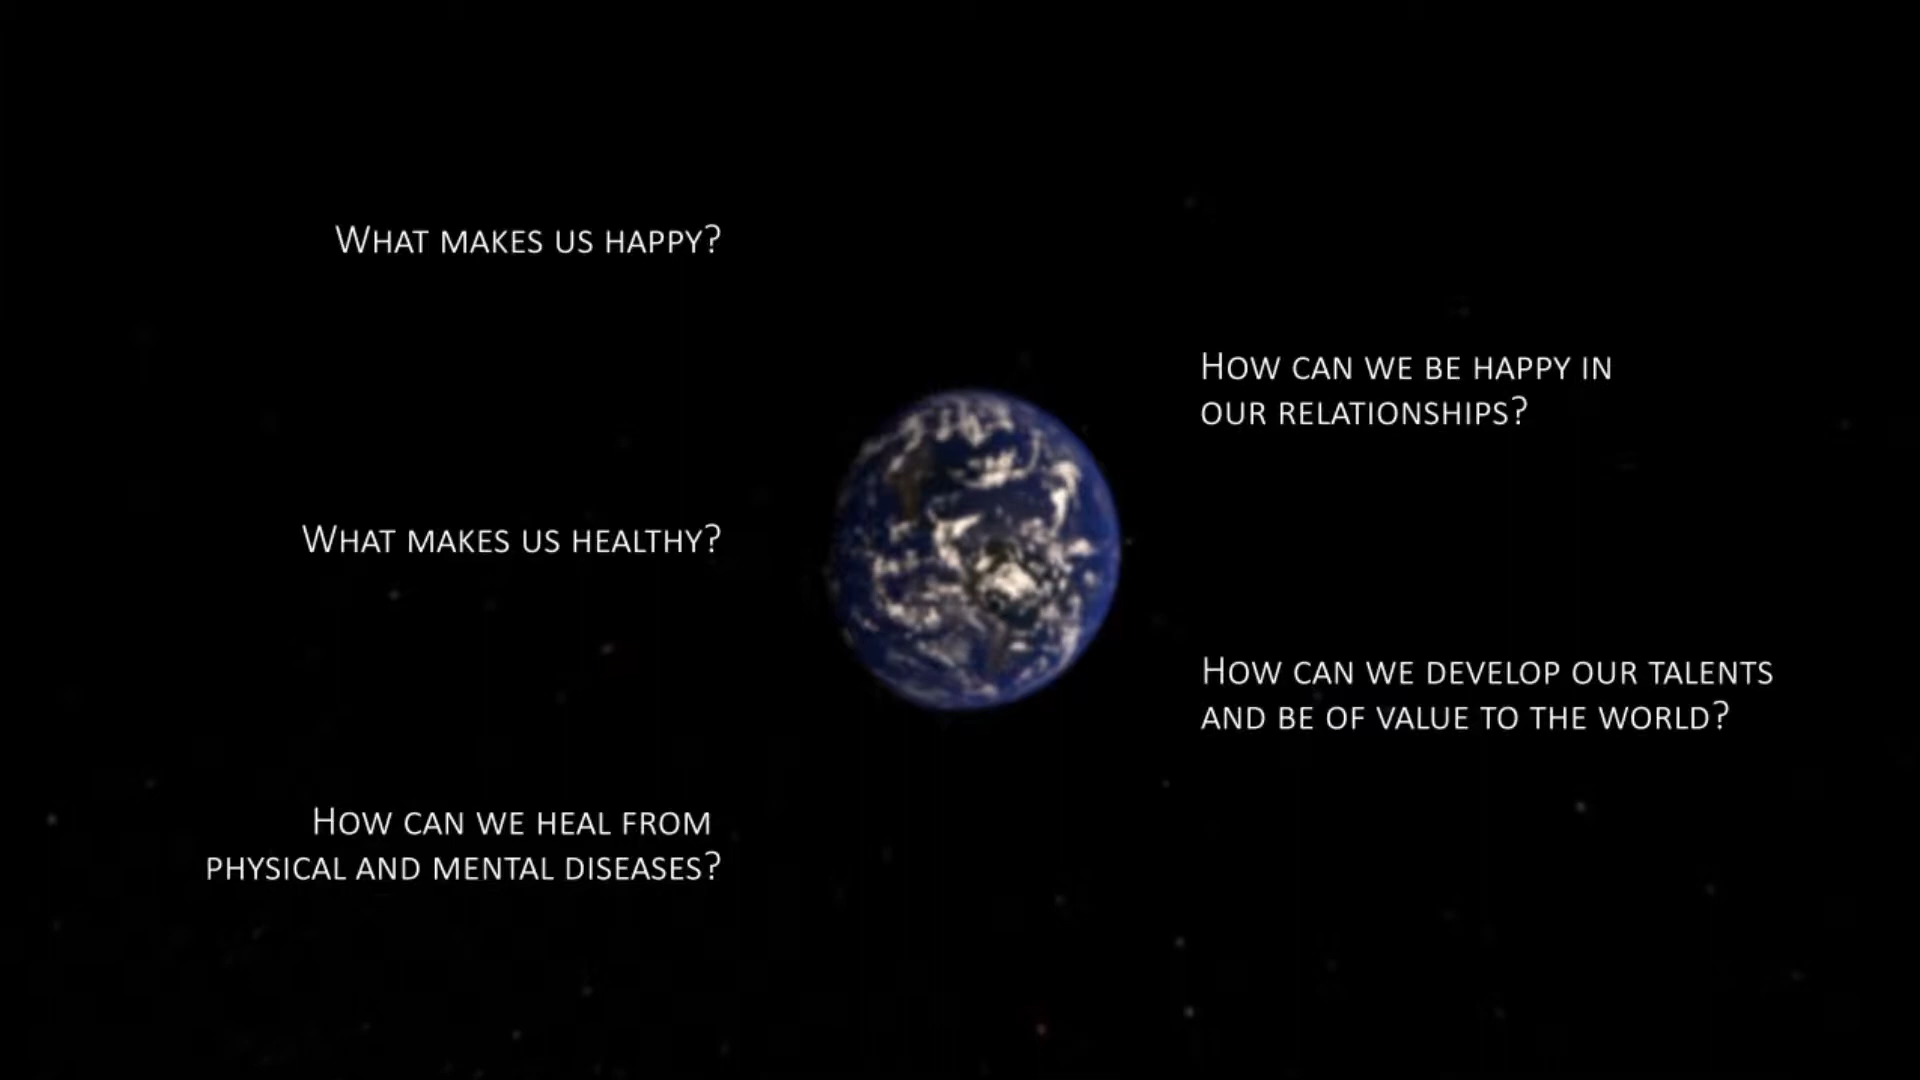 What makes us happy?
What makes us healthy?
How can we heal from
physical and mental diseases?
How can we be happy in
our relationships?
How can we develop our talents
and be of value to the world?